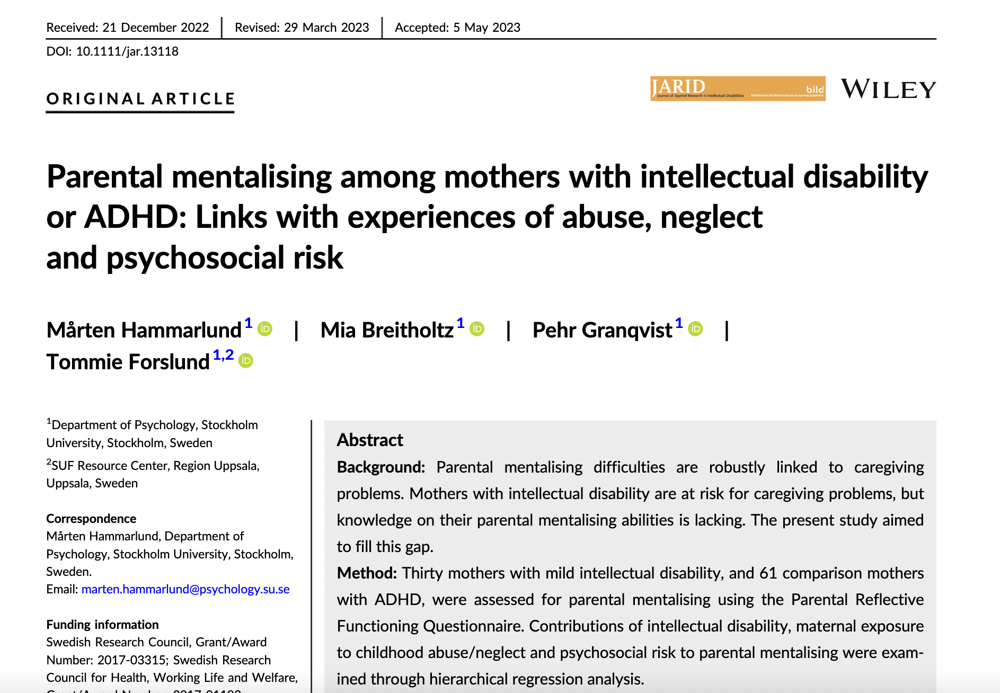 Received: 21 December 2022 | Revised: 29 March 2023 | Accepted: 5 May 2023
DOI: 10.1111/jar.13118
JARID
Journal of Applied Research in Intellectual Disabilities
bild
Published for the British Institute of Learning Disabilities
WILEY
ORIGINAL ARTICLE
Parental mentalising among mothers with intellectual disability
or ADHD: Links with experiences of abuse, neglect
and psychosocial risk
Mårten Hammarlund1 iD | Mia Breitholtz1 iD | Pehr Granqvist1 iD |
Tommie Forslund1,2 iD
1Department of Psychology, Stockholm
University, Stockholm, Sweden
2SUF Resource Center, Region Uppsala,
Uppsala, Sweden
Correspondence
Mårten Hammarlund, Department of
Psychology, Stockholm University, Stockholm,
Sweden.
Email: marten.hammarlund@psychology.su.se
Funding information
Swedish Research Council, Grant/Award
Number: 2017-03315; Swedish Research
Council for Health, Working Life and Welfare,
Abstract
Background: Parental mentalising difficulties are robustly linked to caregiving
problems. Mothers with intellectual disability are at risk for caregiving problems, but
knowledge on their parental mentalising abilities is lacking. The present study aimed
to fill this gap.
Method: Thirty mothers with mild intellectual disability, and 61 comparison mothers
with ADHD, were assessed for parental mentalising using the Parental Reflective
Functioning Questionnaire. Contributions of intellectual disability, maternal exposure
to childhood abuse/neglect and psychosocial risk to parental mentalising were exam-
ined through hierarchical regression analysis.